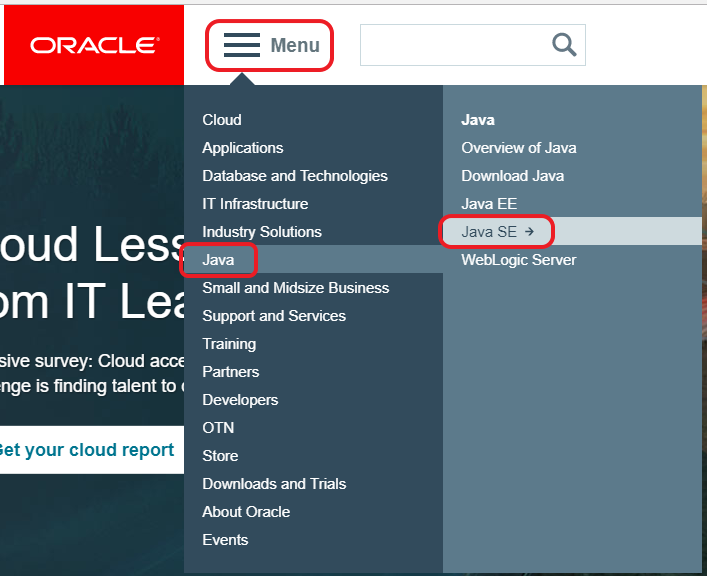 ORACLE
Menu
Cloud
Applications
Database and Technologies
IT Infrastructure
Industry Solutions
Java
Small and Midsize Business
Support and Services
Training
Partners
Developers
OTN
Store
Downloads and Trials
About Oracle
Events
Java
Overview of Java
Download Java
Java EE
Java SE →
WebLogic Server
oud Less
om IT Lea
sive survey: Cloud acce
enge is finding talent to
Get your cloud report